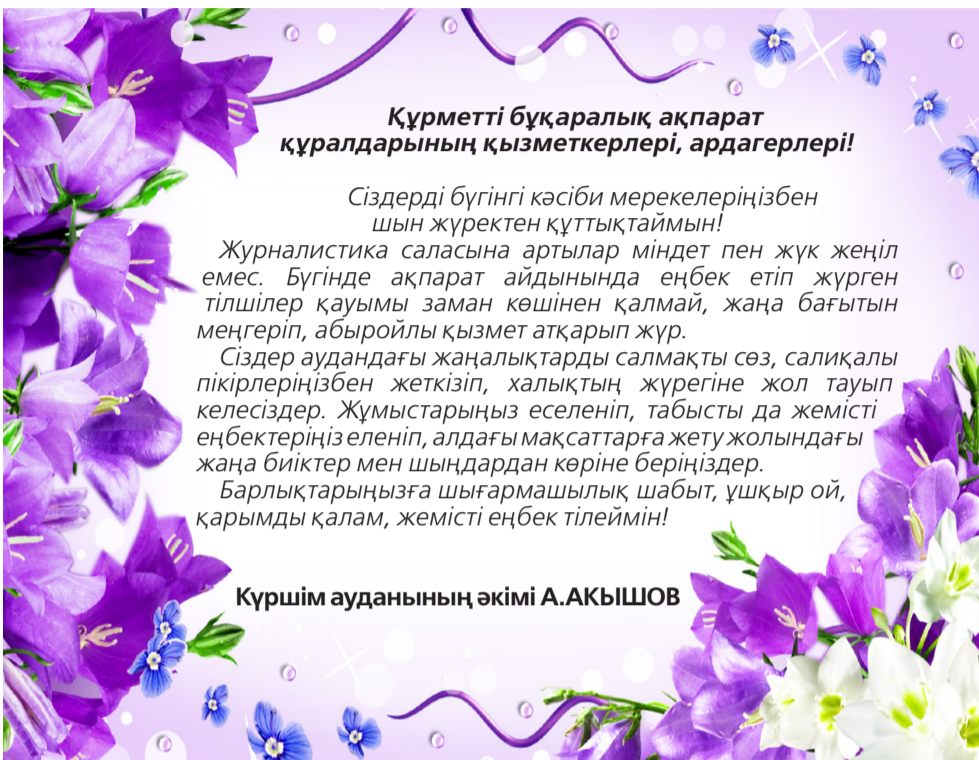 Құрметті бұқаралық ақпарат
құралдарының қызметкерлері, ардагерлері!
Сіздерді бүгінгі кәсіби мерекелеріңізбен
шын жүректен құттықтаймын!
Журналистика саласына артылар міндет пен жүк жеңіл
емес. Бүгінде ақпарат айдынында еңбек етіп жүрген
тілшілер қауымы заман көшінен қалмай, жаңа бағытын
меңгеріп, абыройлы қызмет атқарып жүр.
Сіздер аудандағы жаңалықтарды салмақты сөз, салиқалы
пікірлеріңізбен жеткізіп, халықтың жүрегіне жол тауып
келесіздер. Жұмыстарыңыз еселеніп, табысты да жемісті
еңбектеріңіз еленіп, алдағы мақсаттарға жету жолындағы
жаңа биіктер мен шыңдардан көріне беріңіздер.
Барлықтарыңызға шығармашылық шабыт, ұшқыр ой,
қарымды қалам, жемісті еңбек тілеймін!
Күршім ауданының әкімі А.АКЫШОВ